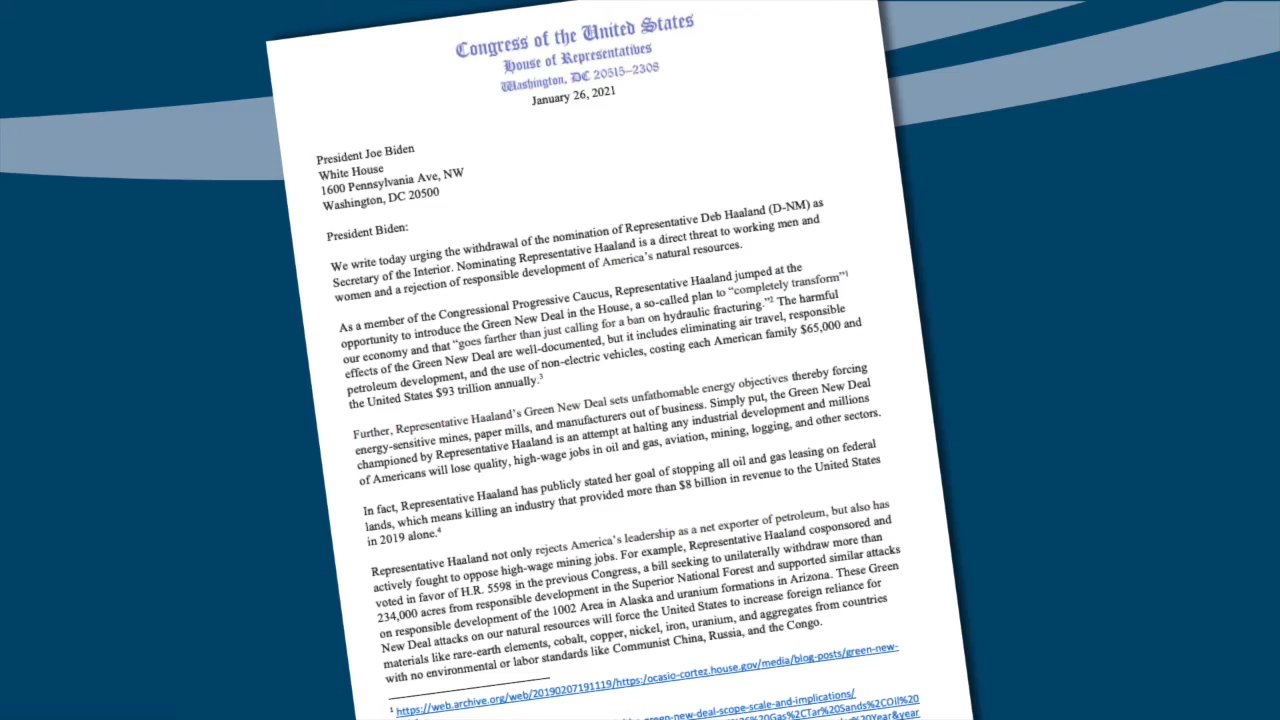 Congress of the United States
House of Representatives
Washington, DC 20515–2308
January 26, 2021
President Joe Biden
White House
1600 Pennsylvania Ave, NW
Washington, DC 20500
President Biden:
We write today urging the withdrawal of the nomination of Representative Deb Haaland (D-NM) as
Secretary of the Interior. Nominating Representative Haaland is a direct threat to working men and
women and a rejection of responsible development of America's natural resources.
As a member of the Congressional Progressive Caucus, Representative Haaland jumped at the
opportunity to introduce the Green New Deal in the House, a so-called plan to “completely transform”¹
our economy and that “goes farther than just calling for a ban on hydraulic fracturing.”² The harmful
effects of the Green New Deal are well-documented, but it includes eliminating air travel, responsible
petroleum development, and the use of non-electric vehicles, costing each American family $65,000 and
the United States $93 trillion annually.³
Further, Representative Haaland's Green New Deal sets unfathomable energy objectives thereby forcing
energy-sensitive mines, paper mills, and manufacturers out of business. Simply put, the Green New Deal
championed by Representative Haaland is an attempt at halting any industrial development and millions
of Americans will lose quality, high-wage jobs in oil and gas, aviation, mining, logging, and other sectors.
In fact, Representative Haaland has publicly stated her goal of stopping all oil and gas leasing on federal
lands, which means killing an industry that provided more than $8 billion in revenue to the United States
in 2019 alone.⁴
Representative Haaland not only rejects America's leadership as a net exporter of petroleum, but also has
actively fought to oppose high-wage mining jobs. For example, Representative Haaland cosponsored and
voted in favor of H.R. 5598 in the previous Congress, a bill seeking to unilaterally withdraw more than
234,000 acres from responsible development in the Superior National Forest and supported similar attacks
on responsible development of the 1002 Area in Alaska and uranium formations in Arizona. These Green
New Deal attacks on our natural resources will force the United States to increase foreign reliance for
materials like rare-earth elements, cobalt, copper, nickel, iron, uranium, and aggregates from countries
with no environmental or labor standards like Communist China, Russia, and the Congo.
¹ https://web.archive.org/web/20190207191119/https:/ocasio-cortez.house.gov/media/blog-posts/green-new-
green-new-deal-scope-scale-and-implications/
20Gas%2CTar%20Sands%2COil%20
20Year&year